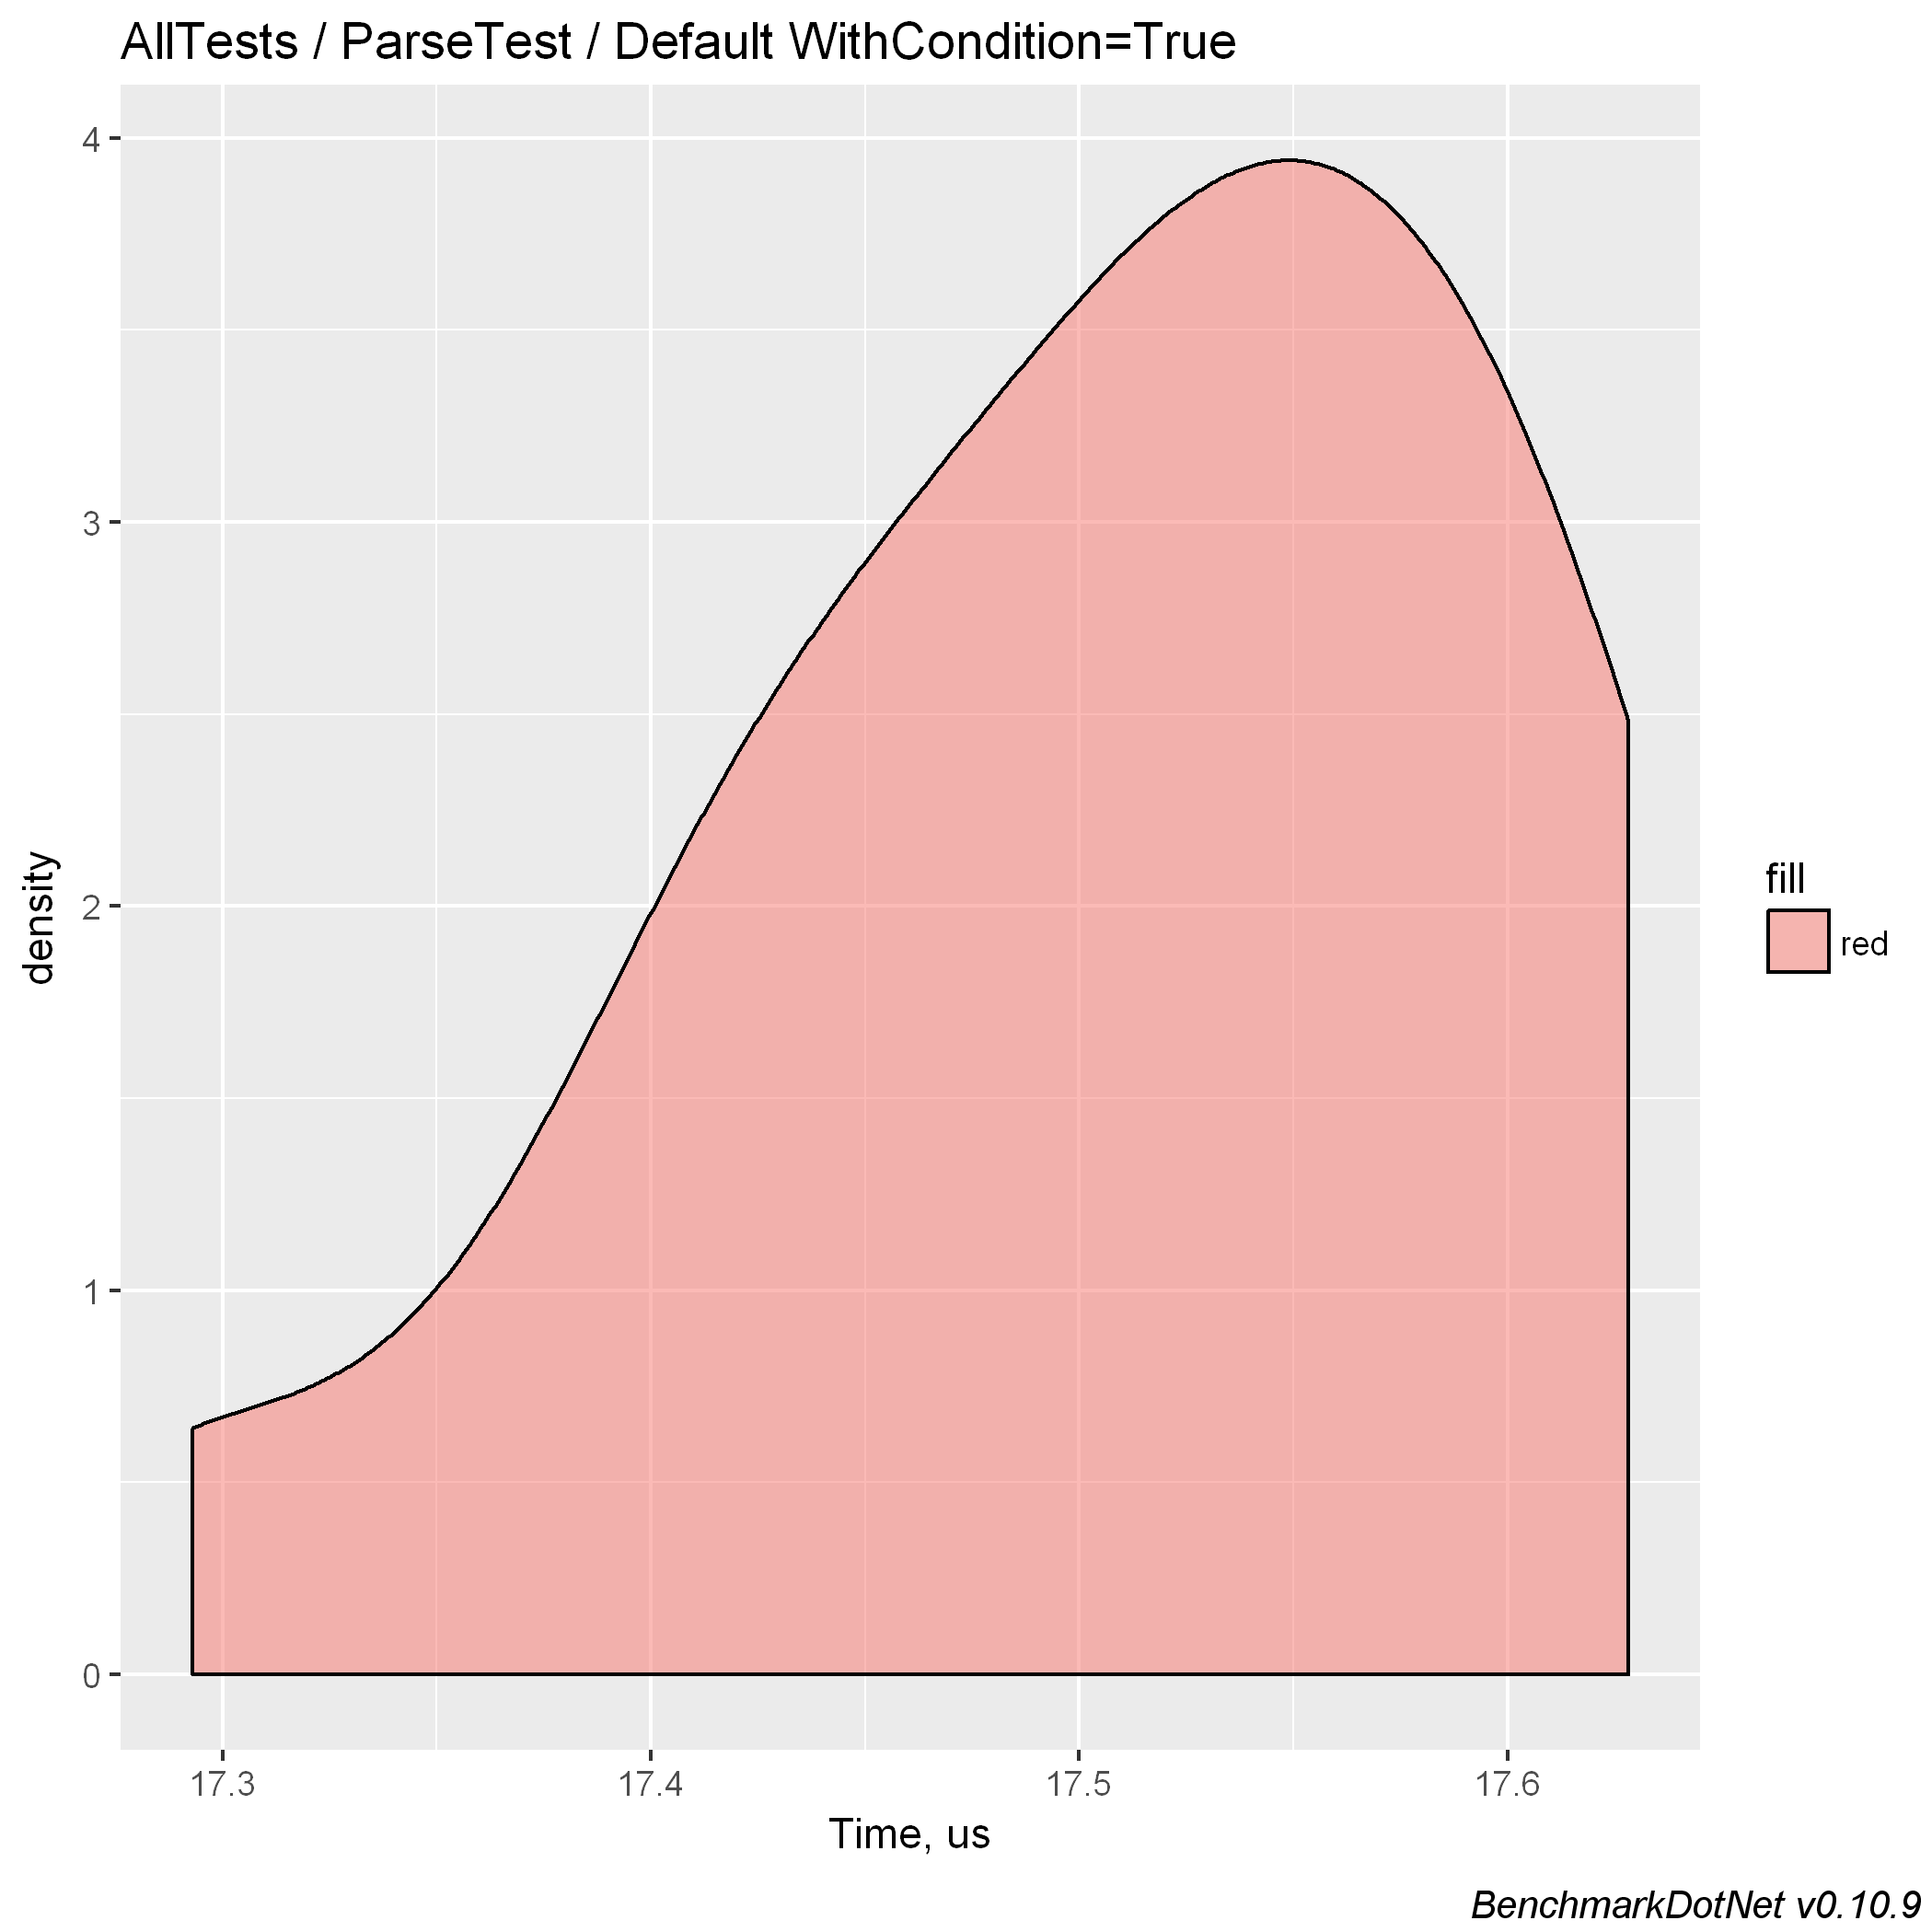 AllTests / ParseTest / Default WithCondition=True
4
3
2
1
0
density
17.3 17.4 17.5 17.6
Time, us
fill
red
BenchmarkDotNet v0.10.9